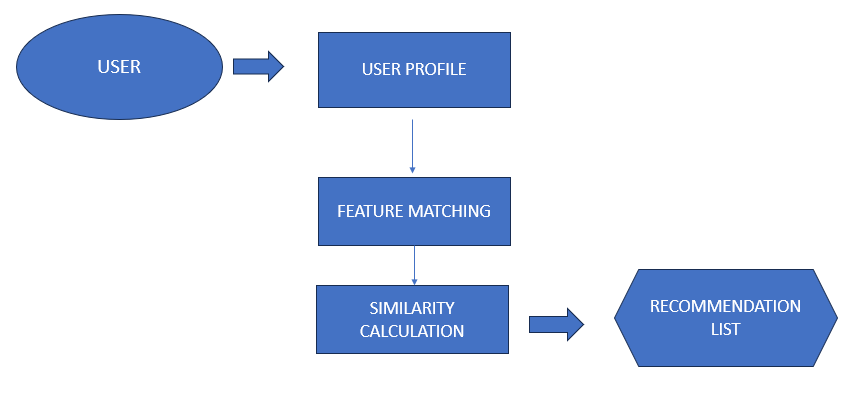 USER
USER PROFILE
FEATURE MATCHING
SIMILARITY
CALCULATION
RECOMMENDATION
LIST